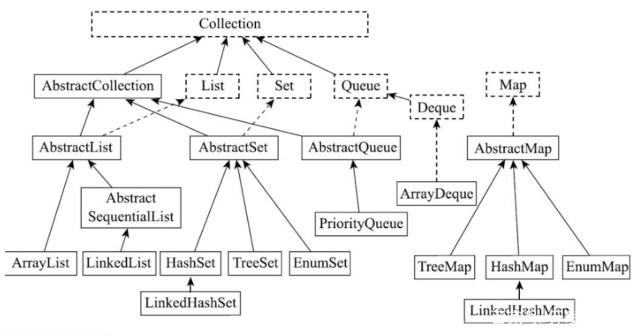 Collection
AbstractCollection
List
Set
Queue
Deque
Map
AbstractList
AbstractSet
AbstractQueue
AbstractMap
Abstract
SequentialList
ArrayDeque
PriorityQueue
ArrayList
LinkedList
HashSet
TreeSet
EnumSet
TreeMap
HashMap
EnumMap
LinkedHashSet
LinkedHashMap